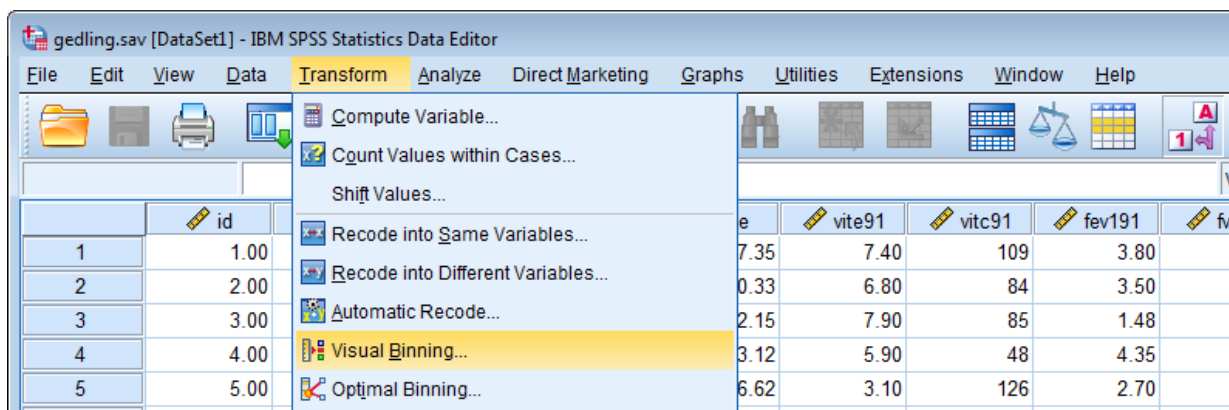 gedling.sav [DataSet1] - IBM SPSS Statistics Data Editor
File Edit View Data Transform Analyze Direct Marketing Graphs Utilities Extensions Window Help
Compute Variable...
Count Values within Cases...
A
1
Shift Values...
id e vite91 vitc91 fev191
Recode into Same Variables...
1 1.00 7.35 7.40 109 3.80
Recode into Different Variables...
2 2.00 0.33 6.80 84 3.50
Automatic Recode...
3 3.00 2.15 7.90 85 1.48
Visual Binning...
4 4.00 3.12 5.90 48 4.35
Optimal Binning...
5 5.00 6.62 3.10 126 2.70